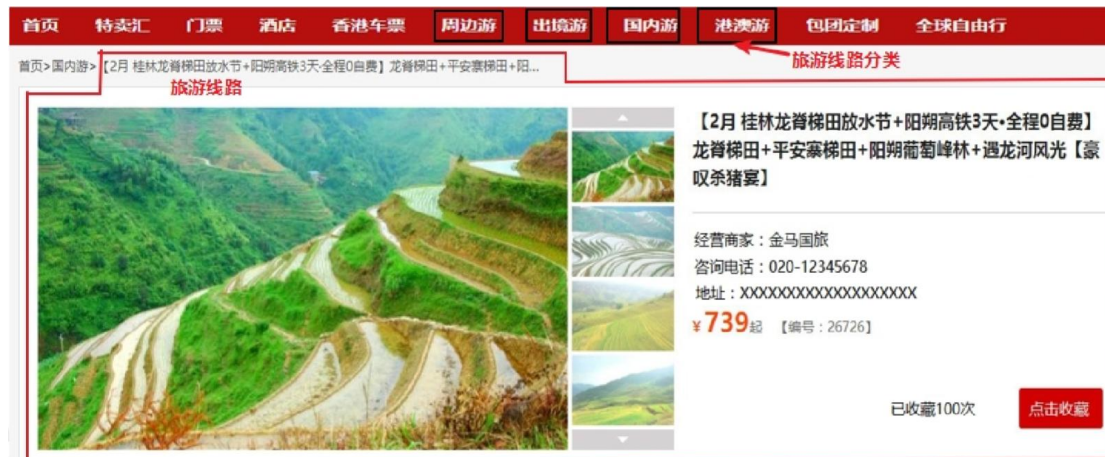 首页 特卖汇 门票 酒店 香港车票 周边游 出境游 国内游 港澳游 包团定制 全球自由行
旅游线路分类
首页>国内游>【2月 桂林龙脊梯田放水节+阳朔高铁3天·全程0自费】龙脊梯田+平安寨梯田+阳...
旅游线路
【2月 桂林龙脊梯田放水节+阳朔高铁3天·全程0自费】
龙脊梯田+平安寨梯田+阳朔葡萄峰林+遇龙河风光【豪
叹杀猪宴】
经营商家：金马国旅
咨询电话：020-12345678
地址：XXXXXXXXXXXXXXXXXXX
¥739起 【编号：26726】
已收藏100次 点击收藏